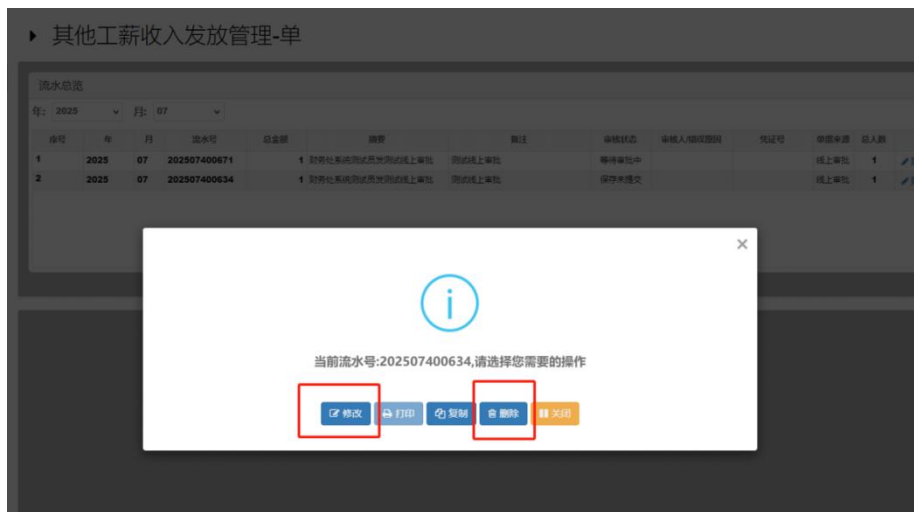 其他工薪收入发放管理-单
流水总览
年: 2025 月: 07
序号 年 月 流水号 总金额 摘要 备注 审核状态 审核人/错误原因 凭证号 单据来源 总人数
1 2025 07 202507400671 1 财务处系统测试员发测试线上审批 测试线上审批 等待审批中 线上审批 1
2 2025 07 202507400634 1 财务处系统测试员发测试线上审批 测试线上审批 保存未提交 线上审批 1
×
i
当前流水号:202507400634,请选择您需要的操作
修改 打印 复制 删除 关闭